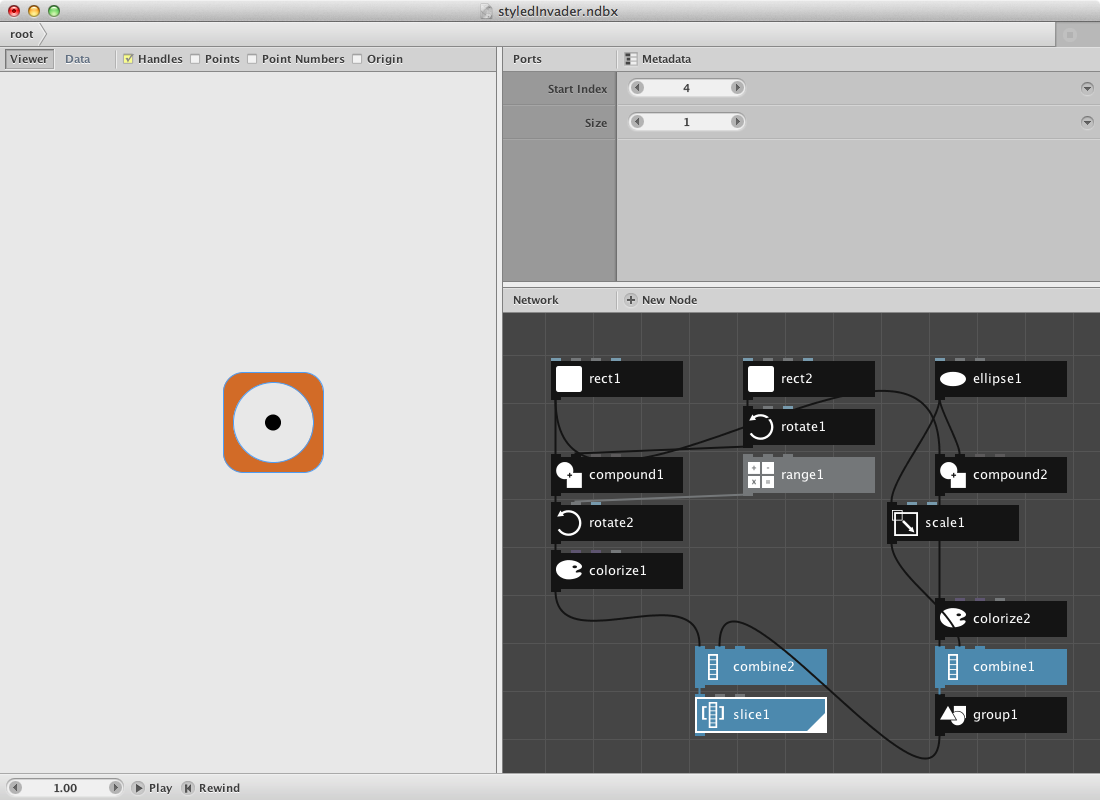 styledInvader.ndbx
root
Viewer Data Handles Points Point Numbers Origin
Ports Metadata
Start Index 4
Size 1
Network New Node
rect1 rect2 ellipse1
rotate1
compound1 range1 compound2
rotate2 scale1
colorize1
colorize2
combine2 combine1
slice1 group1
1.00 Play Rewind